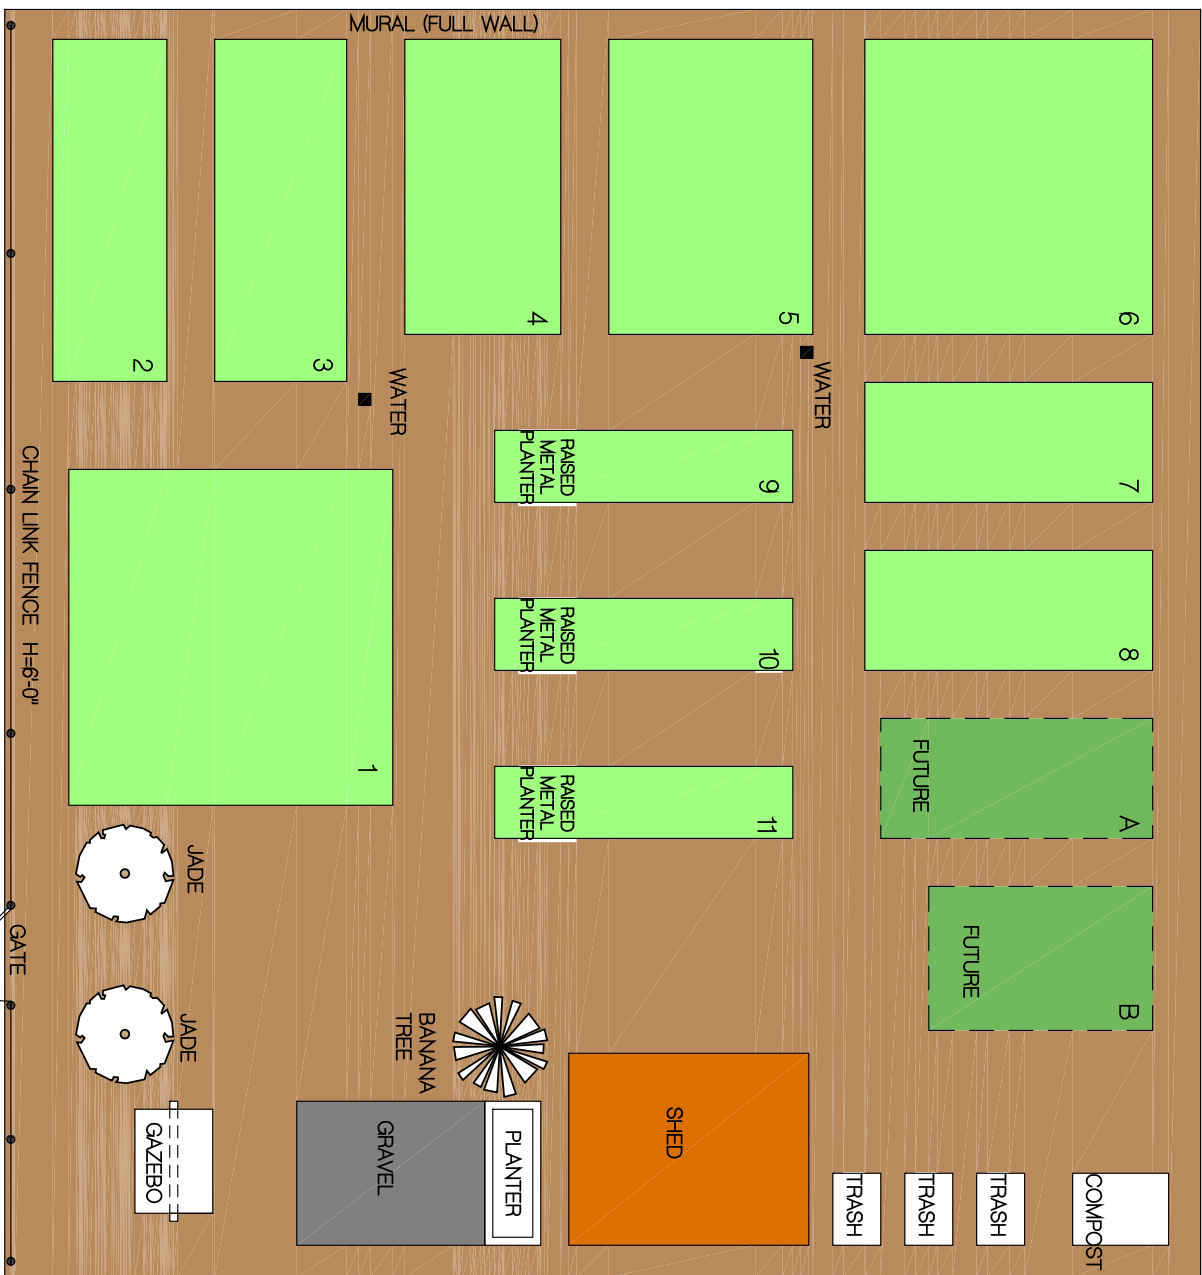 MURAL (FULL WALL)
2
3
4
5
6
WATER
WATER
7
8
RAISED
METAL
PLANTER
9
RAISED
METAL
PLANTER
10
RAISED
METAL
PLANTER
11
1
CHAIN LINK FENCE H=6'-0"
FUTURE
A
FUTURE
B
JADE
JADE
GATE
BANANA
TREE
GAZEBO
GRAVEL
PLANTER
SHED
TRASH
TRASH
TRASH
COMPOST